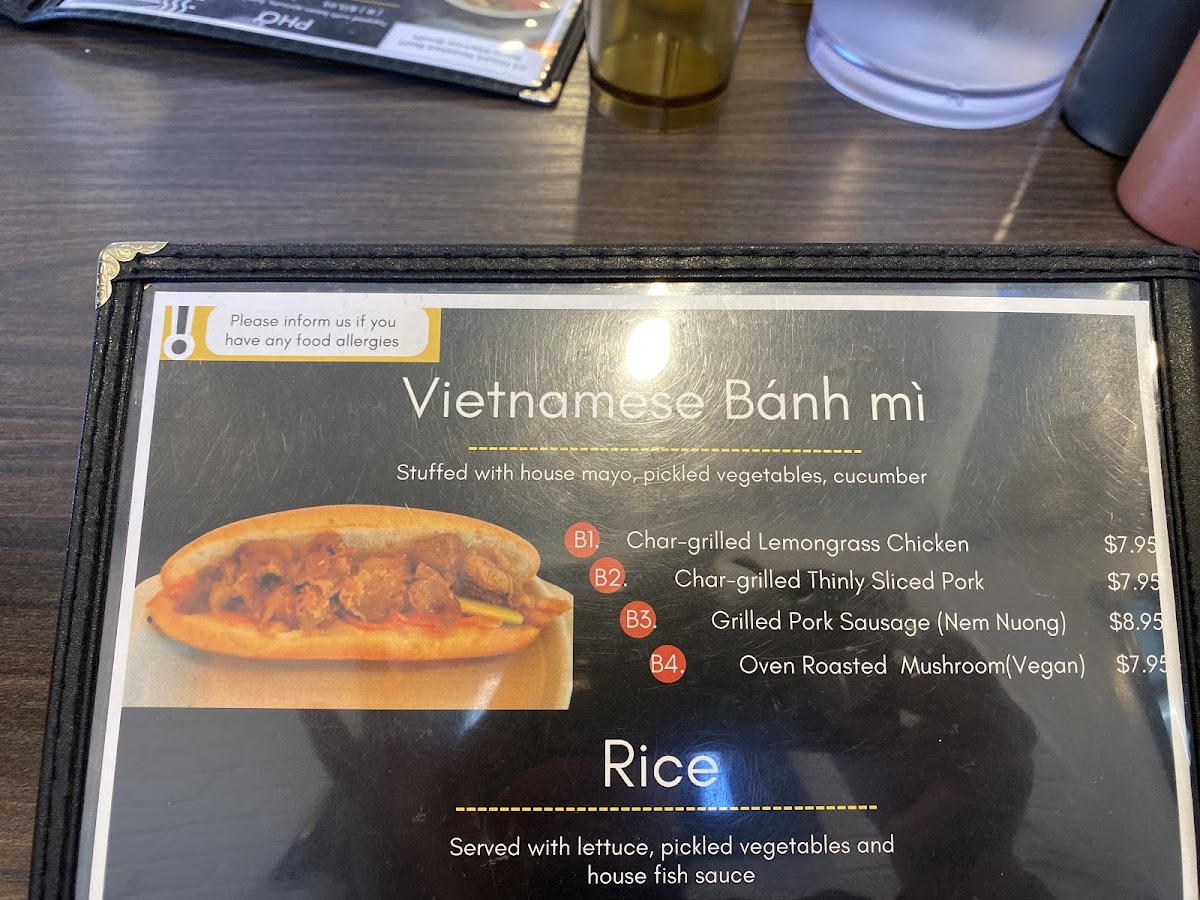 PHỞ
Please inform us if you
have any food allergies
Vietnamese Bánh mì
Stuffed with house mayo, pickled vegetables, cucumber
B1. Char-grilled Lemongrass Chicken $7.95
B2. Char-grilled Thinly Sliced Pork $7.95
B3. Grilled Pork Sausage (Nem Nuong) $8.95
B4. Oven Roasted Mushroom(Vegan) $7.95
Rice
Served with lettuce, pickled vegetables and
house fish sauce